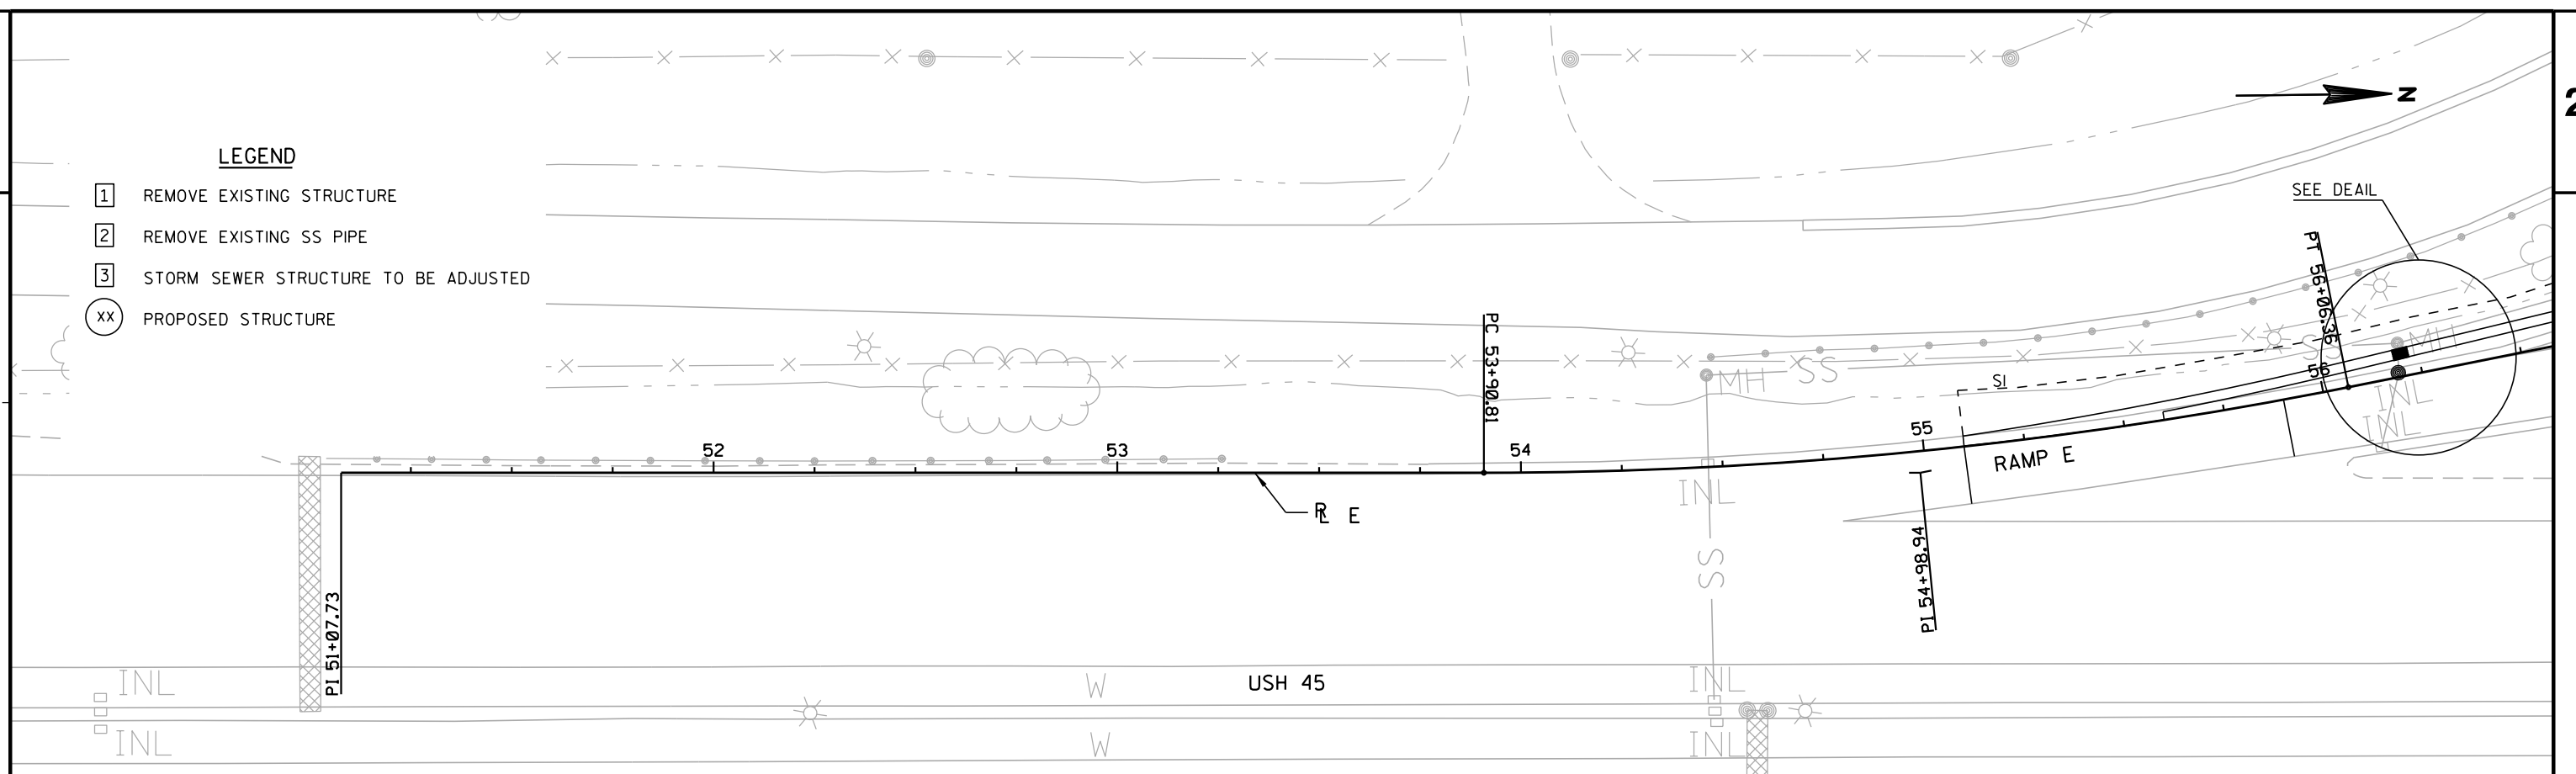 N
2
LEGEND
1 REMOVE EXISTING STRUCTURE
2 REMOVE EXISTING SS PIPE
3 STORM SEWER STRUCTURE TO BE ADJUSTED
XX PROPOSED STRUCTURE
SEE DEAIL
PT 56+06.36
PC 53+90.81
MH
SS
SS
MH
SI
56
INL
INL
52
53
54
55
RAMP E
INL
RL E
PI 54+98.94
SS
PI 51+07.73
INL
W
USH 45
INL
INL
W
INL